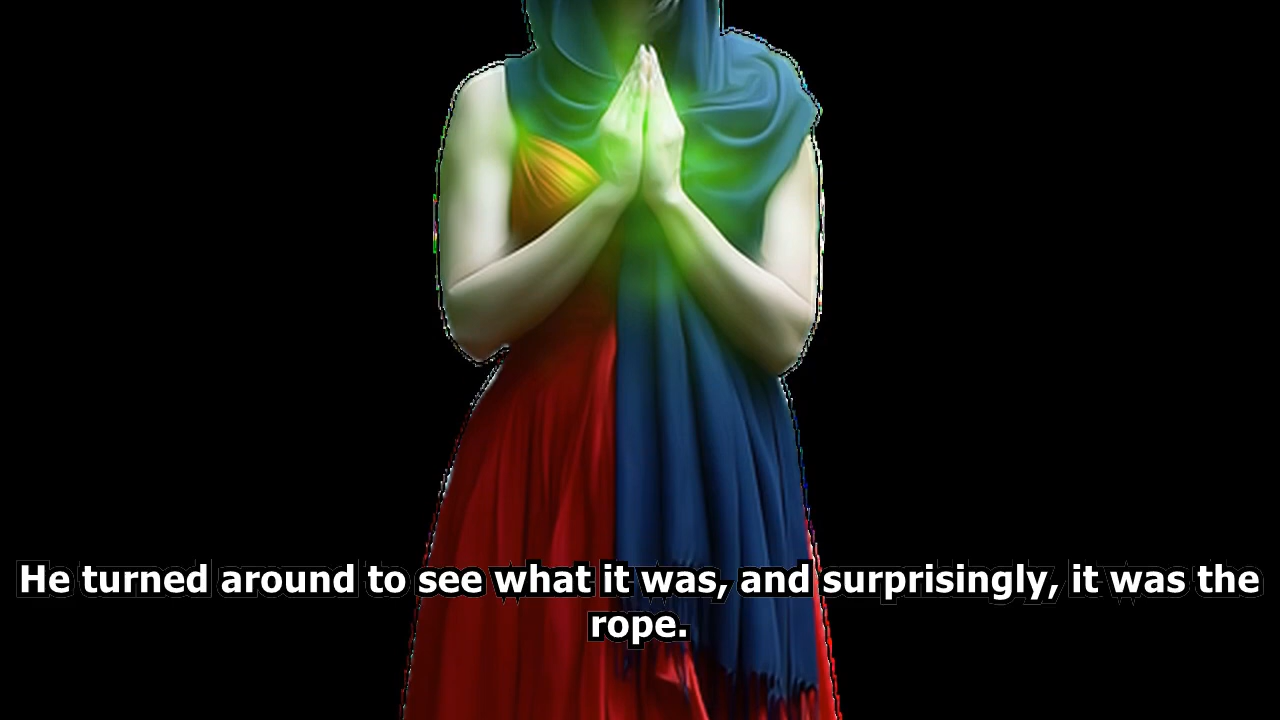 He turned around to see what it was, and surprisingly, it was the
rope.